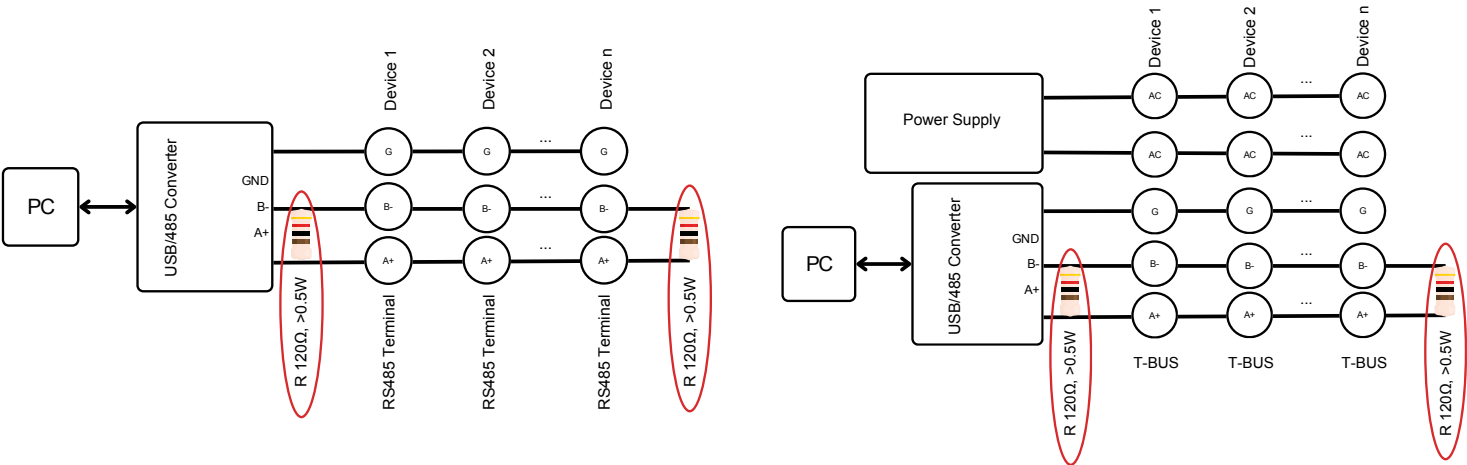 Device 1
Device 2
Device n
PC
USB/485 Converter
GND
B-
A+
G
G
...
G
B-
B-
...
B-
A+
A+
...
A+
R 120Ω, >0.5W
RS485 Terminal
RS485 Terminal
RS485 Terminal
R 120Ω, >0.5W
Device 1
Device 2
Device n
Power Supply
AC
AC
...
AC
AC
AC
...
AC
PC
USB/485 Converter
GND
B-
A+
G
G
...
G
B-
B-
...
B-
A+
A+
...
A+
R 120Ω, >0.5W
T-BUS
T-BUS
T-BUS
R 120Ω, >0.5W